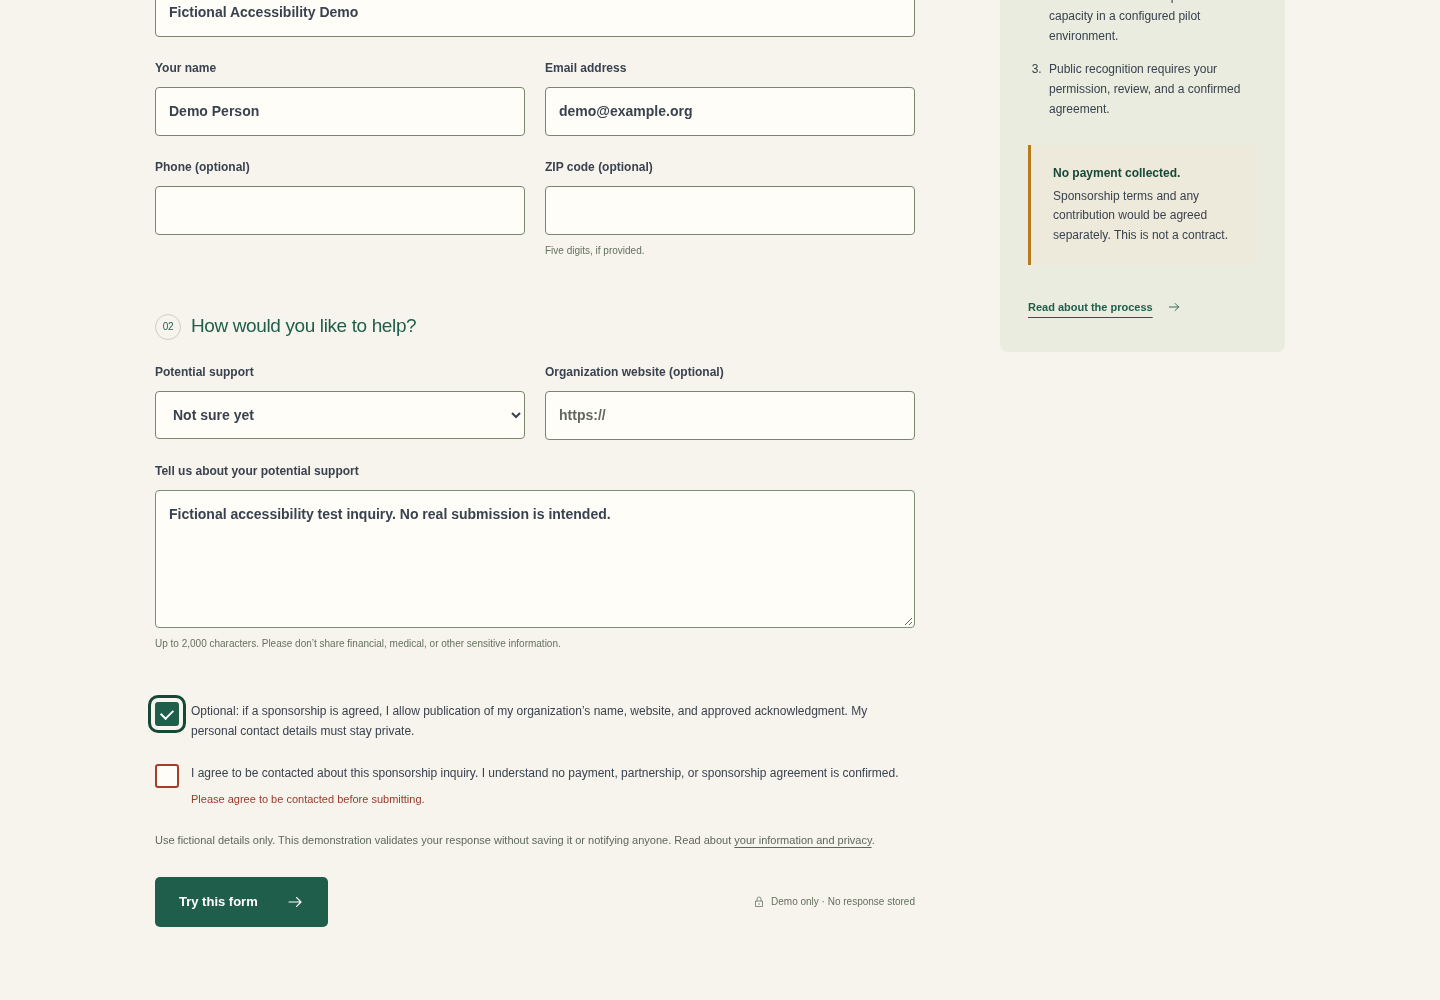 Fictional Accessibility Demo
Your name
Email address
Demo Person
demo@example.org
Phone (optional)
ZIP code (optional)
Five digits, if provided.
02
How would you like to help?
Potential support
Organization website (optional)
Not sure yet
https://
Tell us about your potential support
Fictional accessibility test inquiry. No real submission is intended.
Up to 2,000 characters. Please don’t share financial, medical, or other sensitive information.
Optional: if a sponsorship is agreed, I allow publication of my organization’s name, website, and approved acknowledgment. My
personal contact details must stay private.
I agree to be contacted about this sponsorship inquiry. I understand no payment, partnership, or sponsorship agreement is confirmed.
Please agree to be contacted before submitting.
Use fictional details only. This demonstration validates your response without saving it or notifying anyone. Read about your information and privacy.
Try this form
Demo only · No response stored
capacity in a configured pilot
environment.
3. Public recognition requires your
permission, review, and a confirmed
agreement.
No payment collected.
Sponsorship terms and any
contribution would be agreed
separately. This is not a contract.
Read about the process